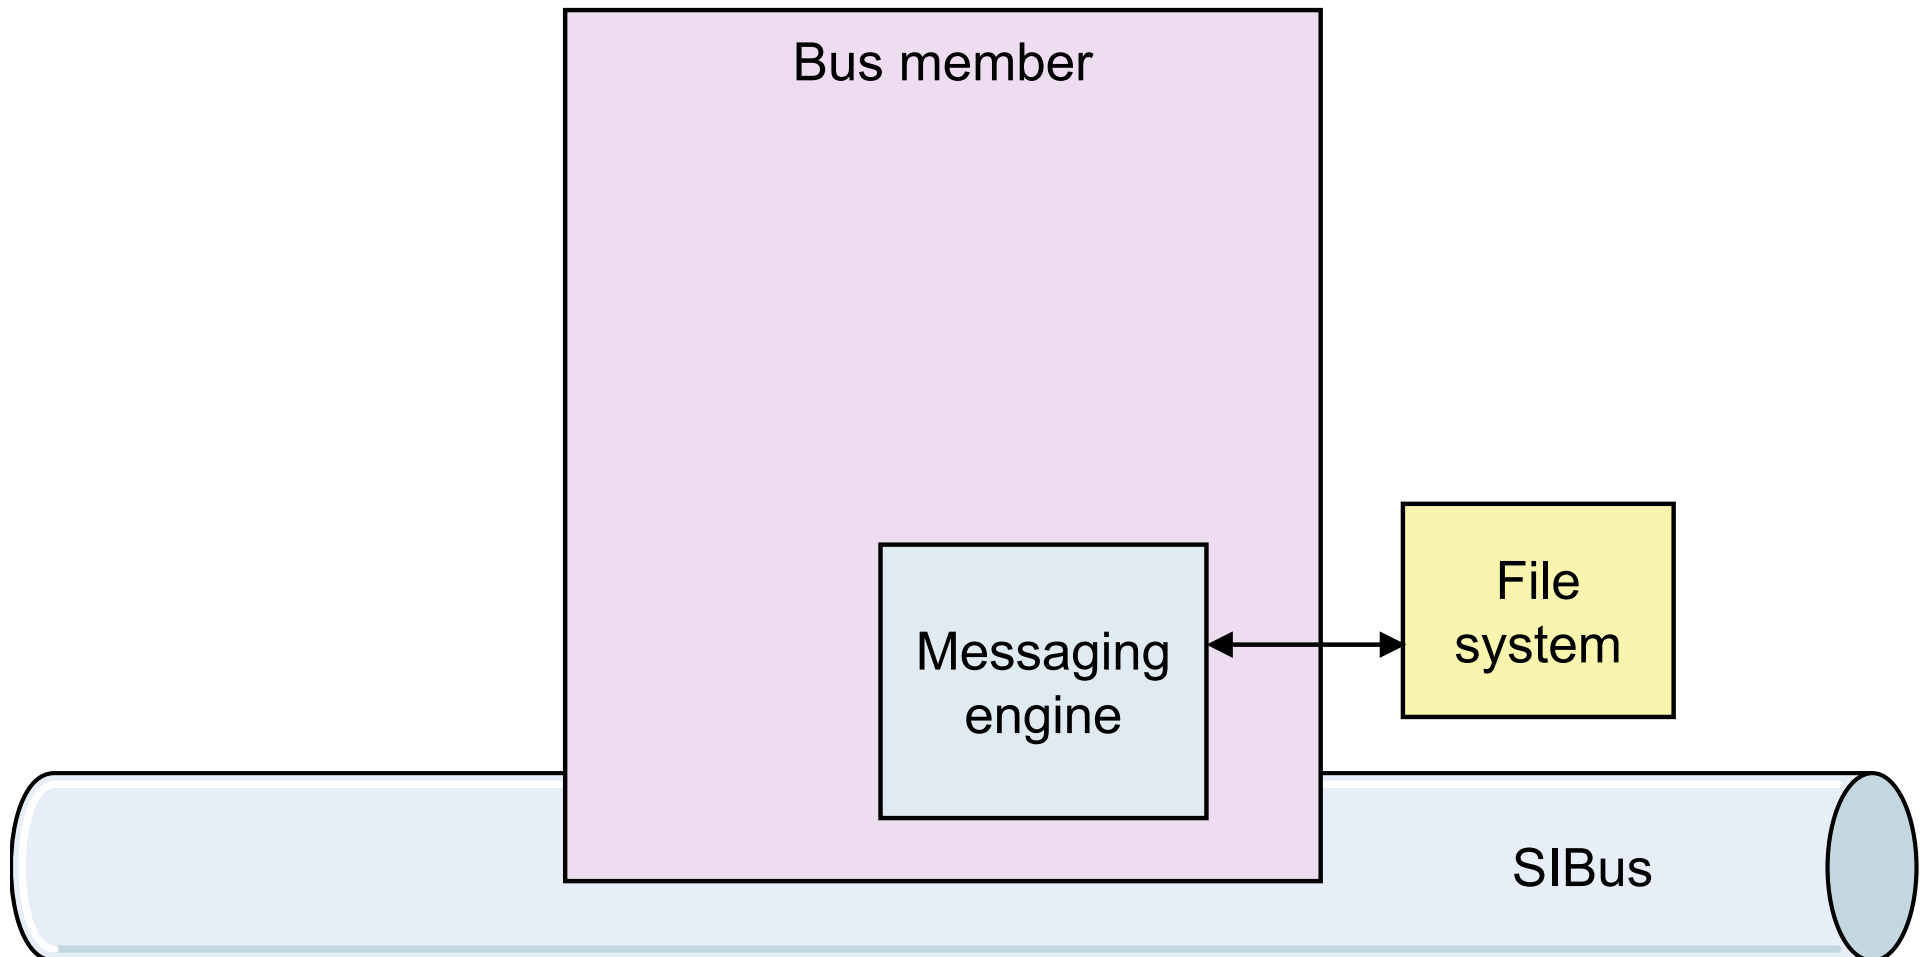 Bus member
File
system
Messaging
engine
SIBus